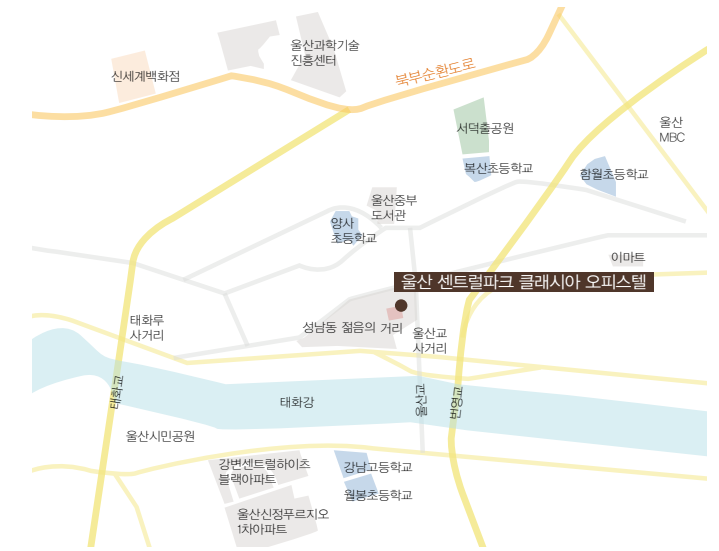 울산과학기술
진흥센터
신세계백화점
북부순환도로
서덕출공원
울산
MBC
복산초등학교
함월초등학교
울산중부
도서관
양사
초등학교
이마트
울산 센트럴파크 클래시아 오피스텔
태화루
사거리
성남동 젊음의 거리
울산교
사거리
태화교
태화강
울산교
번영교
울산시민공원
강변센트럴하이츠
블랙아파트
강남고등학교
월봉초등학교
울산신정푸르지오
1차아파트